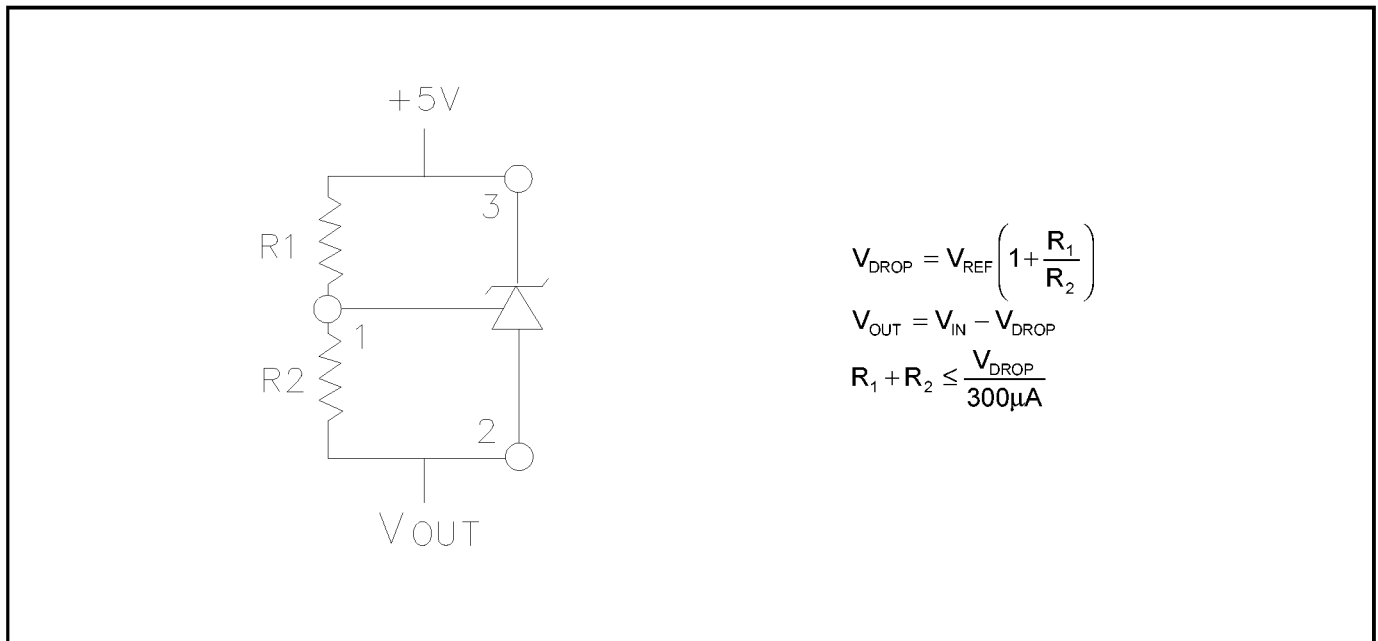 +5V
3
R1
1
R2
2
VOUT
V_DROP = V_REF(1 + R_1/R_2)
V_OUT = V_IN − V_DROP
R_1 + R_2 ≤ V_DROP/300μA